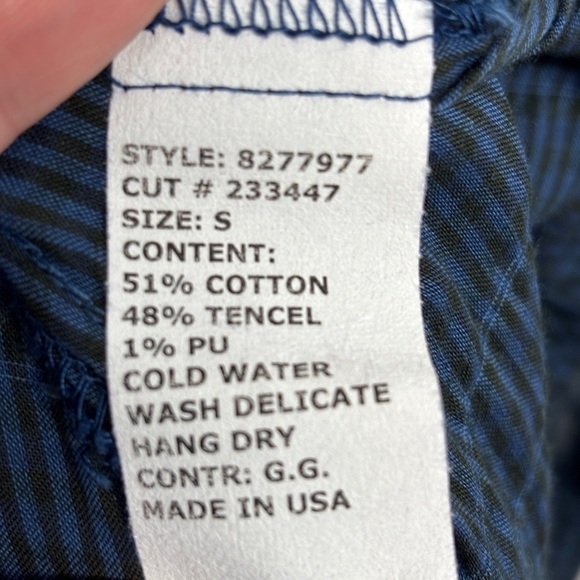 STYLE: 8277977
CUT # 233447
SIZE: S
CONTENT:
51% COTTON
48% TENCEL
1% PU
COLD WATER
WASH DELICATE
HANG DRY
CONTR: G.G.
MADE IN USA